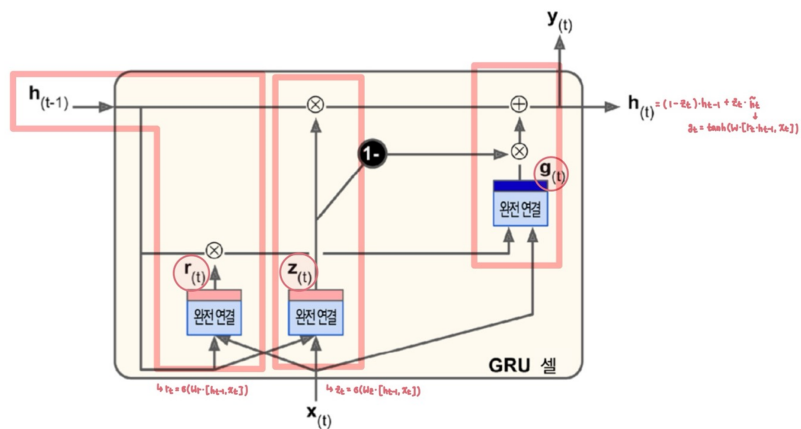 y(t)
h(t-1)
h(t) = (1-zt)·ht-1 + zt·h̃t
gt = tanh(W·[rt·ht-1, xt])
1-
g(t)
완전 연결
r(t)
z(t)
완전 연결
완전 연결
GRU 셀
↳ rt = σ(Wr·[ht-1, xt])
↳ zt = σ(Wz·[ht-1, xt])
x(t)